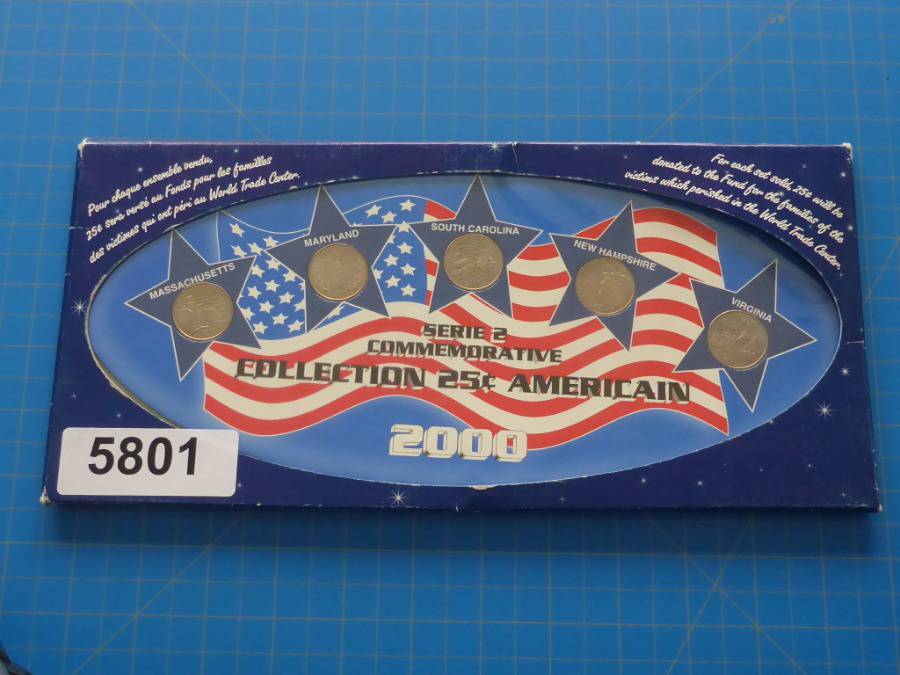 Pour chaque ensemble vendu,
25¢ sera versé au Fonds pour les familles
des victimes qui ont péri au World Trade Center.
For each set sold, 25¢ will be
donated to the Fund for the families of the
victims which perished in the World Trade Center.
MASSACHUSETTS
MARYLAND
SOUTH CAROLINA
NEW HAMPSHIRE
VIRGINIA
SERIE 2
COMMEMORATIVE
COLLECTION 25¢ AMERICAIN
2000
5801